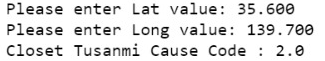 Please enter Lat value: 35.600
Please enter Long value: 139.700
Closet Tusanmi Cause Code : 2.0